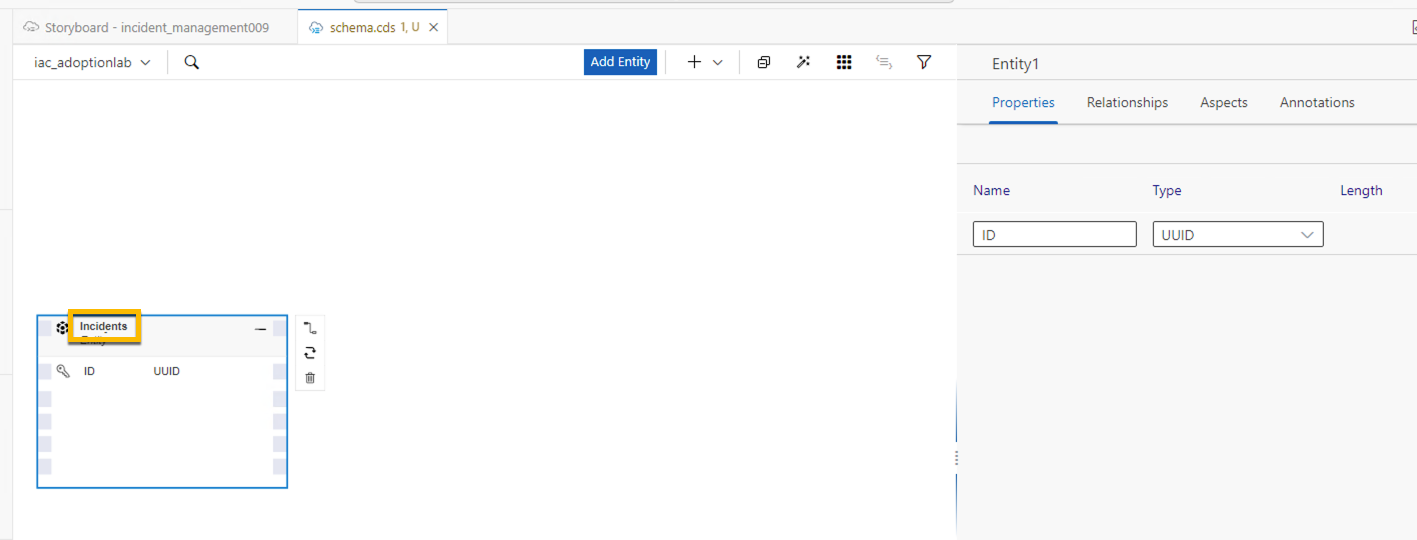 Storyboard - incident_management009
schema.cds 1, U
iac_adoptionlab
Add Entity
Entity1
Properties Relationships Aspects Annotations
Name Type Length
ID UUID
Incidents
Entity
ID UUID